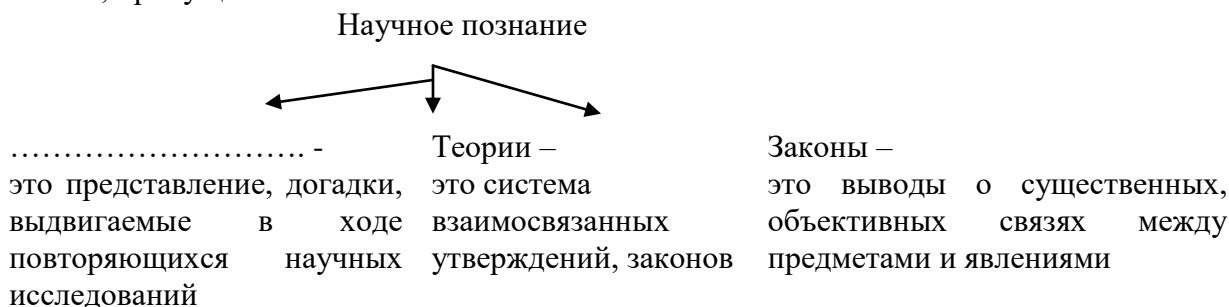 Научное познание
………………………. -
это представление, догадки,
выдвигаемые в ходе
повторяющихся научных
исследований
Теории –
это система
взаимосвязанных
утверждений, законов
Законы –
это выводы о существенных,
объективных связях между
предметами и явлениями